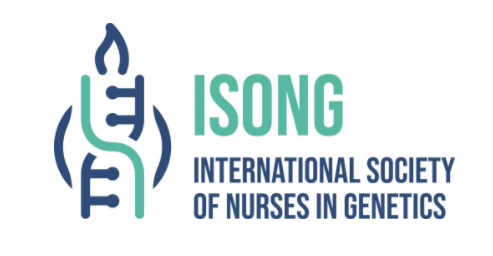 ISONG
INTERNATIONAL SOCIETY
OF NURSES IN GENETICS